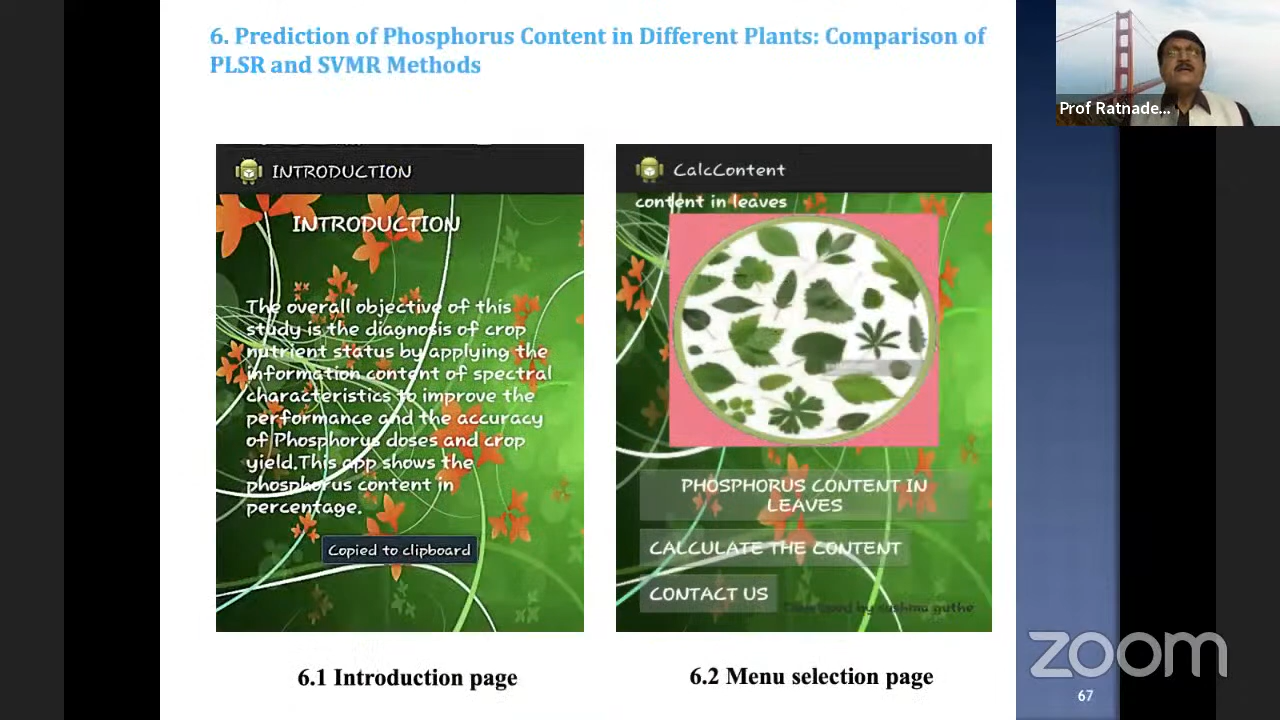 6. Prediction of Phosphorus Content in Different Plants: Comparison of
PLSR and SVMR Methods
Prof Ratnade...
INTRODUCTION
INTRODUCTION
The overall objective of this
study is the diagnosis of crop
nutrient status by applying the
information content of spectral
characteristics to improve the
performance and the accuracy
of Phosphorus doses and crop
yield.This app shows the
phosphorus content in
percentage.
Copied to clipboard
6.1 Introduction page
CalcContent
content in leaves
PHOSPHORUS CONTENT IN
LEAVES
CALCULATE THE CONTENT
CONTACT US
by sushma guthe
6.2 Menu selection page
zoom
67